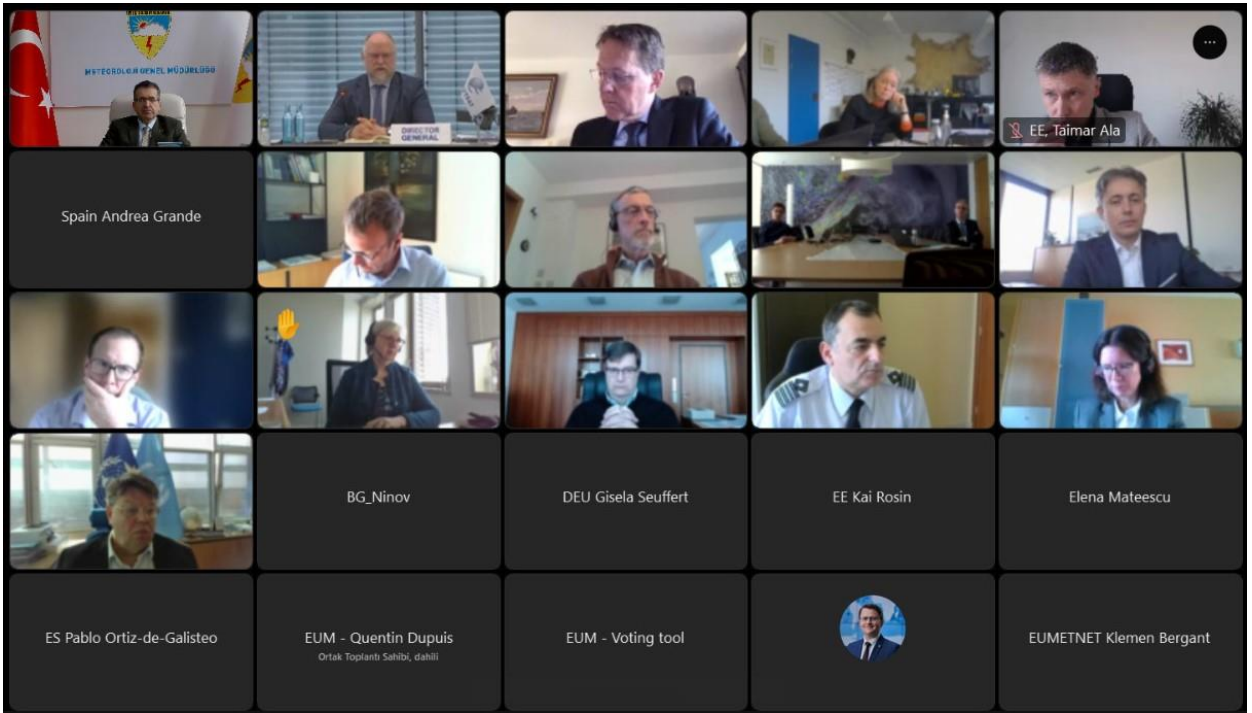 METEOROLOJİ GENEL MÜDÜRLÜĞÜ
DIRECTOR
GENERAL
EE, Taimar Ala
Spain Andrea Grande
BG_Ninov
DEU Gisela Seuffert
EE Kai Rosin
Elena Mateescu
ES Pablo Ortiz-de-Galisteo
EUM - Quentin Dupuis
Ortak Toplantı Sahibi, dahili
EUM - Voting tool
EUMETNET Klemen Bergant